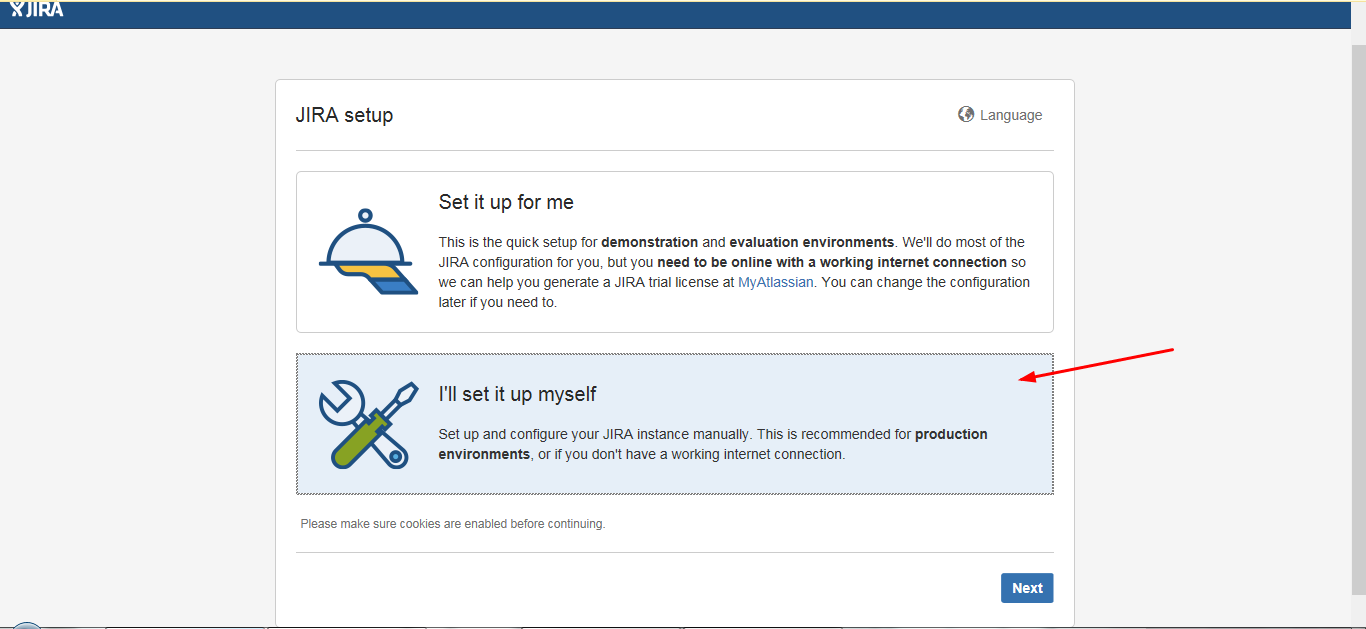 JIRA
JIRA setup
Language
Set it up for me
This is the quick setup for demonstration and evaluation environments. We'll do most of the
JIRA configuration for you, but you need to be online with a working internet connection so
we can help you generate a JIRA trial license at MyAtlassian. You can change the configuration
later if you need to.
I'll set it up myself
Set up and configure your JIRA instance manually. This is recommended for production
environments, or if you don't have a working internet connection.
Please make sure cookies are enabled before continuing.
Next